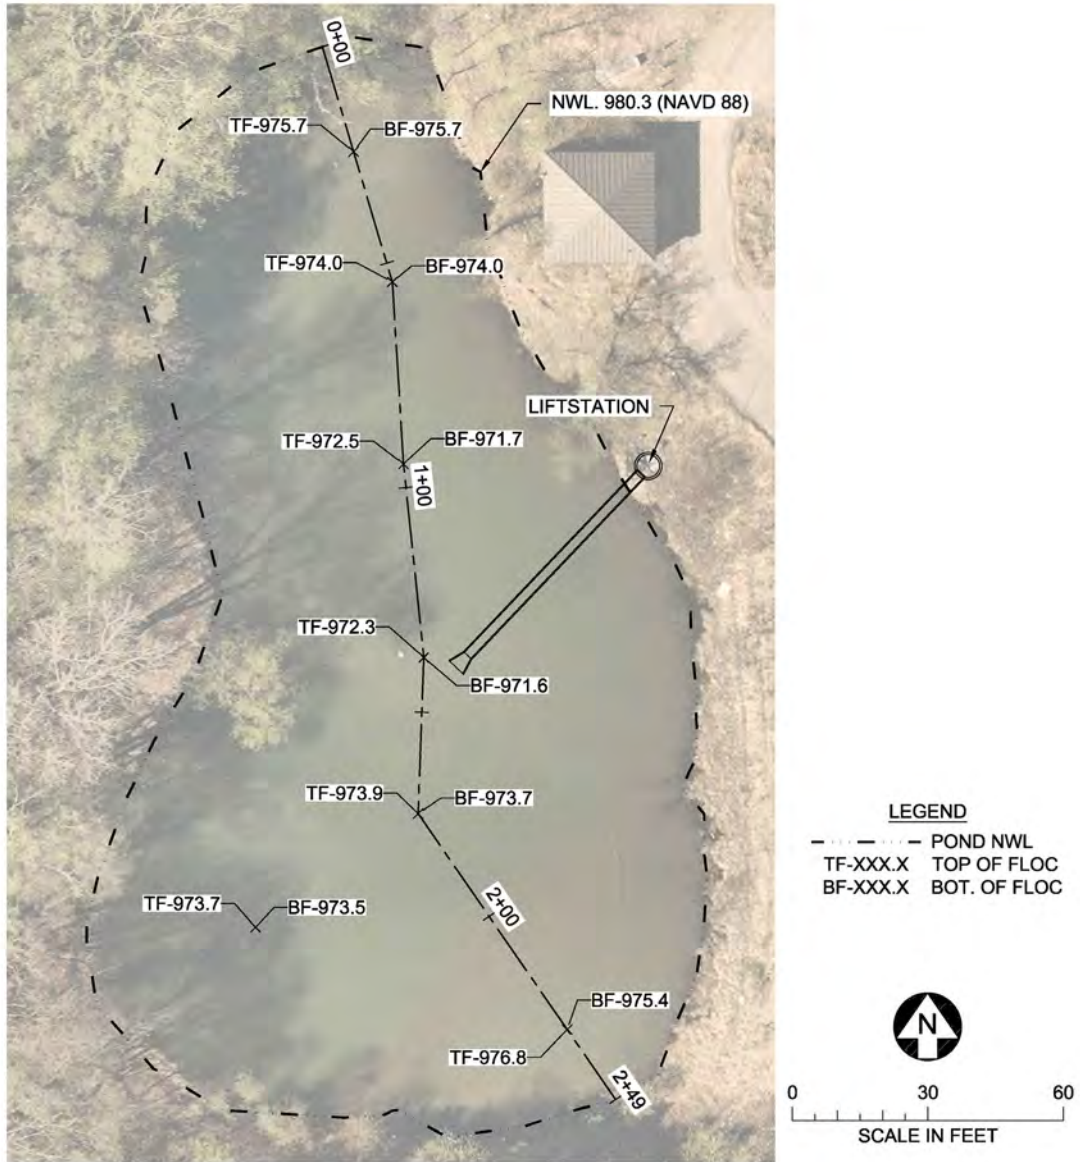 0+00
NWL. 980.3 (NAVD 88)
TF-975.7
BF-975.7
TF-974.0
BF-974.0
LIFTSTATION
TF-972.5
BF-971.7
1+00
TF-972.3
BF-971.6
TF-973.9
BF-973.7
LEGEND
POND NWL
TF-XXX.X TOP OF FLOC
BF-XXX.X BOT. OF FLOC
TF-973.7
BF-973.5
2+00
BF-975.4
TF-976.8
2+49
N
0 30 60
SCALE IN FEET